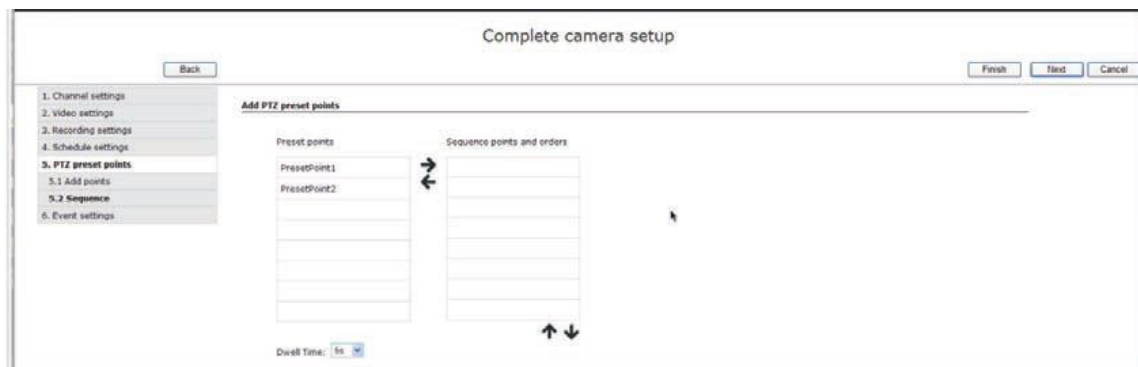 Complete camera setup
Back
Finish
Next
Cancel
1. Channel settings
2. Video settings
3. Recording settings
4. Schedule settings
5. PTZ preset points
5.1 Add points
5.2 Sequence
6. Event settings
Add PTZ preset points
Preset points
Sequence points and orders
PresetPoint1
PresetPoint2
Dwell Time: 5s